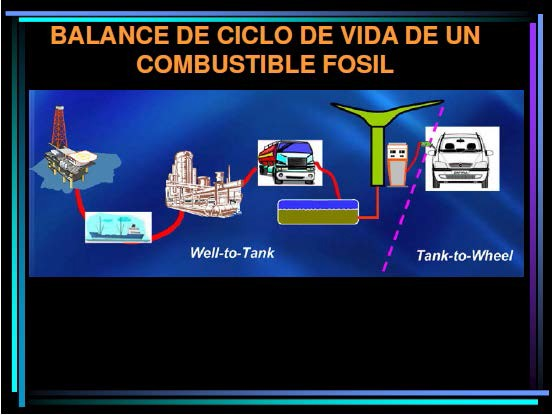 BALANCE DE CICLO DE VIDA DE UN
COMBUSTIBLE FOSIL
Well-to-Tank
Tank-to-Wheel